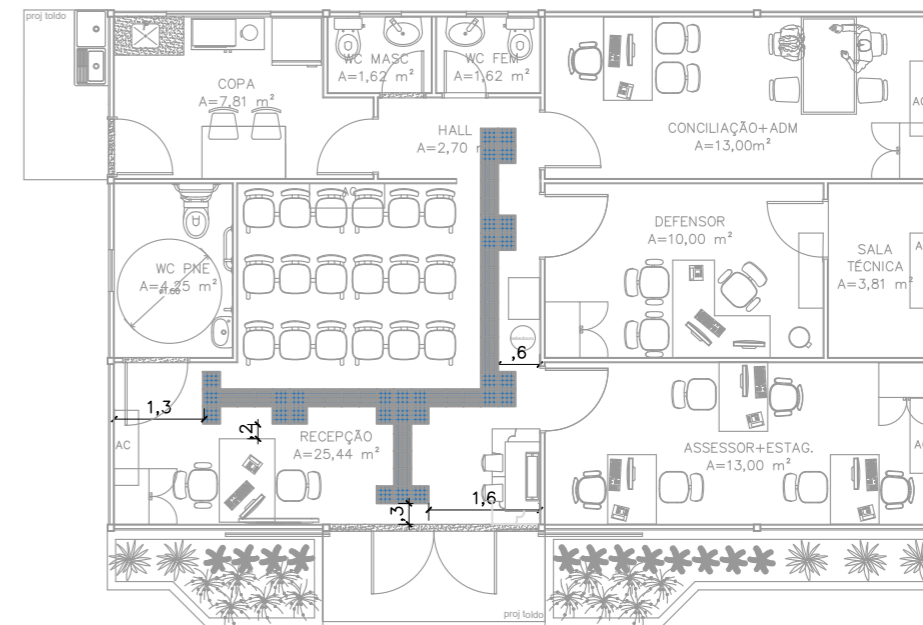 proj toldo
WC MASC
A=1,62 m²
WC FEM
A=1,62 m²
COPA
A=7,81 m²
HALL
A=2,70
CONCILIAÇÃO+ADM
A=13,00m²
AC
AC
DEFENSOR
A=10,00 m²
SALA
TÉCNICA
A=3,81 m²
WC PNE
A=4,25 m²
,6
1,3
,2
RECEPÇÃO
A=25,44 m²
AC
ASSESSOR+ESTAG.
A=13,00 m²
1,6
,3
proj toldo